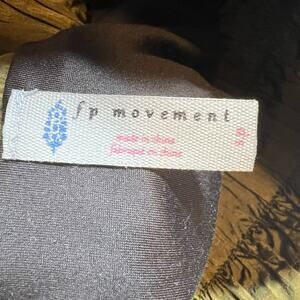 fp movement
made in china
fabriqué en chine
S/P